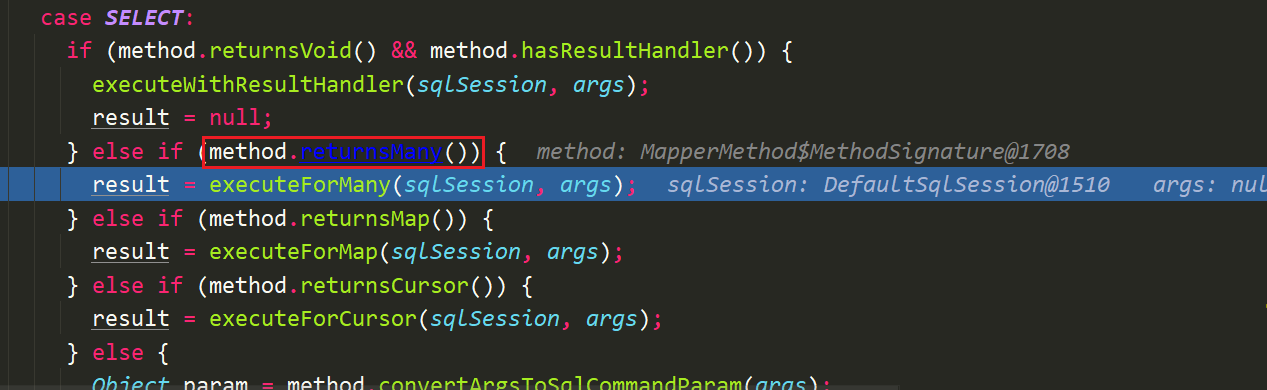 case SELECT:
if (method.returnsVoid() && method.hasResultHandler()) {
executeWithResultHandler(sqlSession, args);
result = null;
} else if (method.returnsMany()) { method: MapperMethod$MethodSignature@1708
result = executeForMany(sqlSession, args); sqlSession: DefaultSqlSession@1510 args: nul
} else if (method.returnsMap()) {
result = executeForMap(sqlSession, args);
} else if (method.returnsCursor()) {
result = executeForCursor(sqlSession, args);
} else {
Object param = method.convertArgsToSqlCommandParam(args);